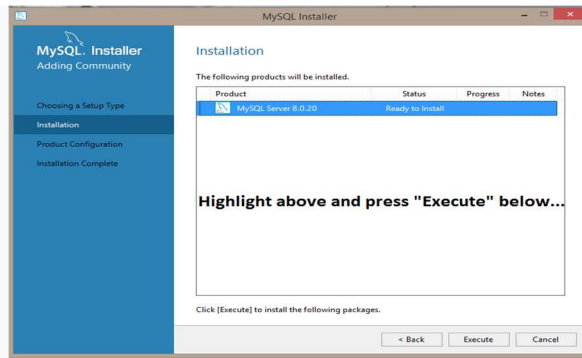 MySQL Installer
MySQL. Installer
Adding Community
Choosing a Setup Type
Installation
Product Configuration
Installation Complete
Installation
The following products will be installed.
Product Status Progress Notes
MySQL Server 8.0.20 Ready to Install
Highlight above and press "Execute" below...
Click [Execute] to install the following packages.
< Back Execute Cancel